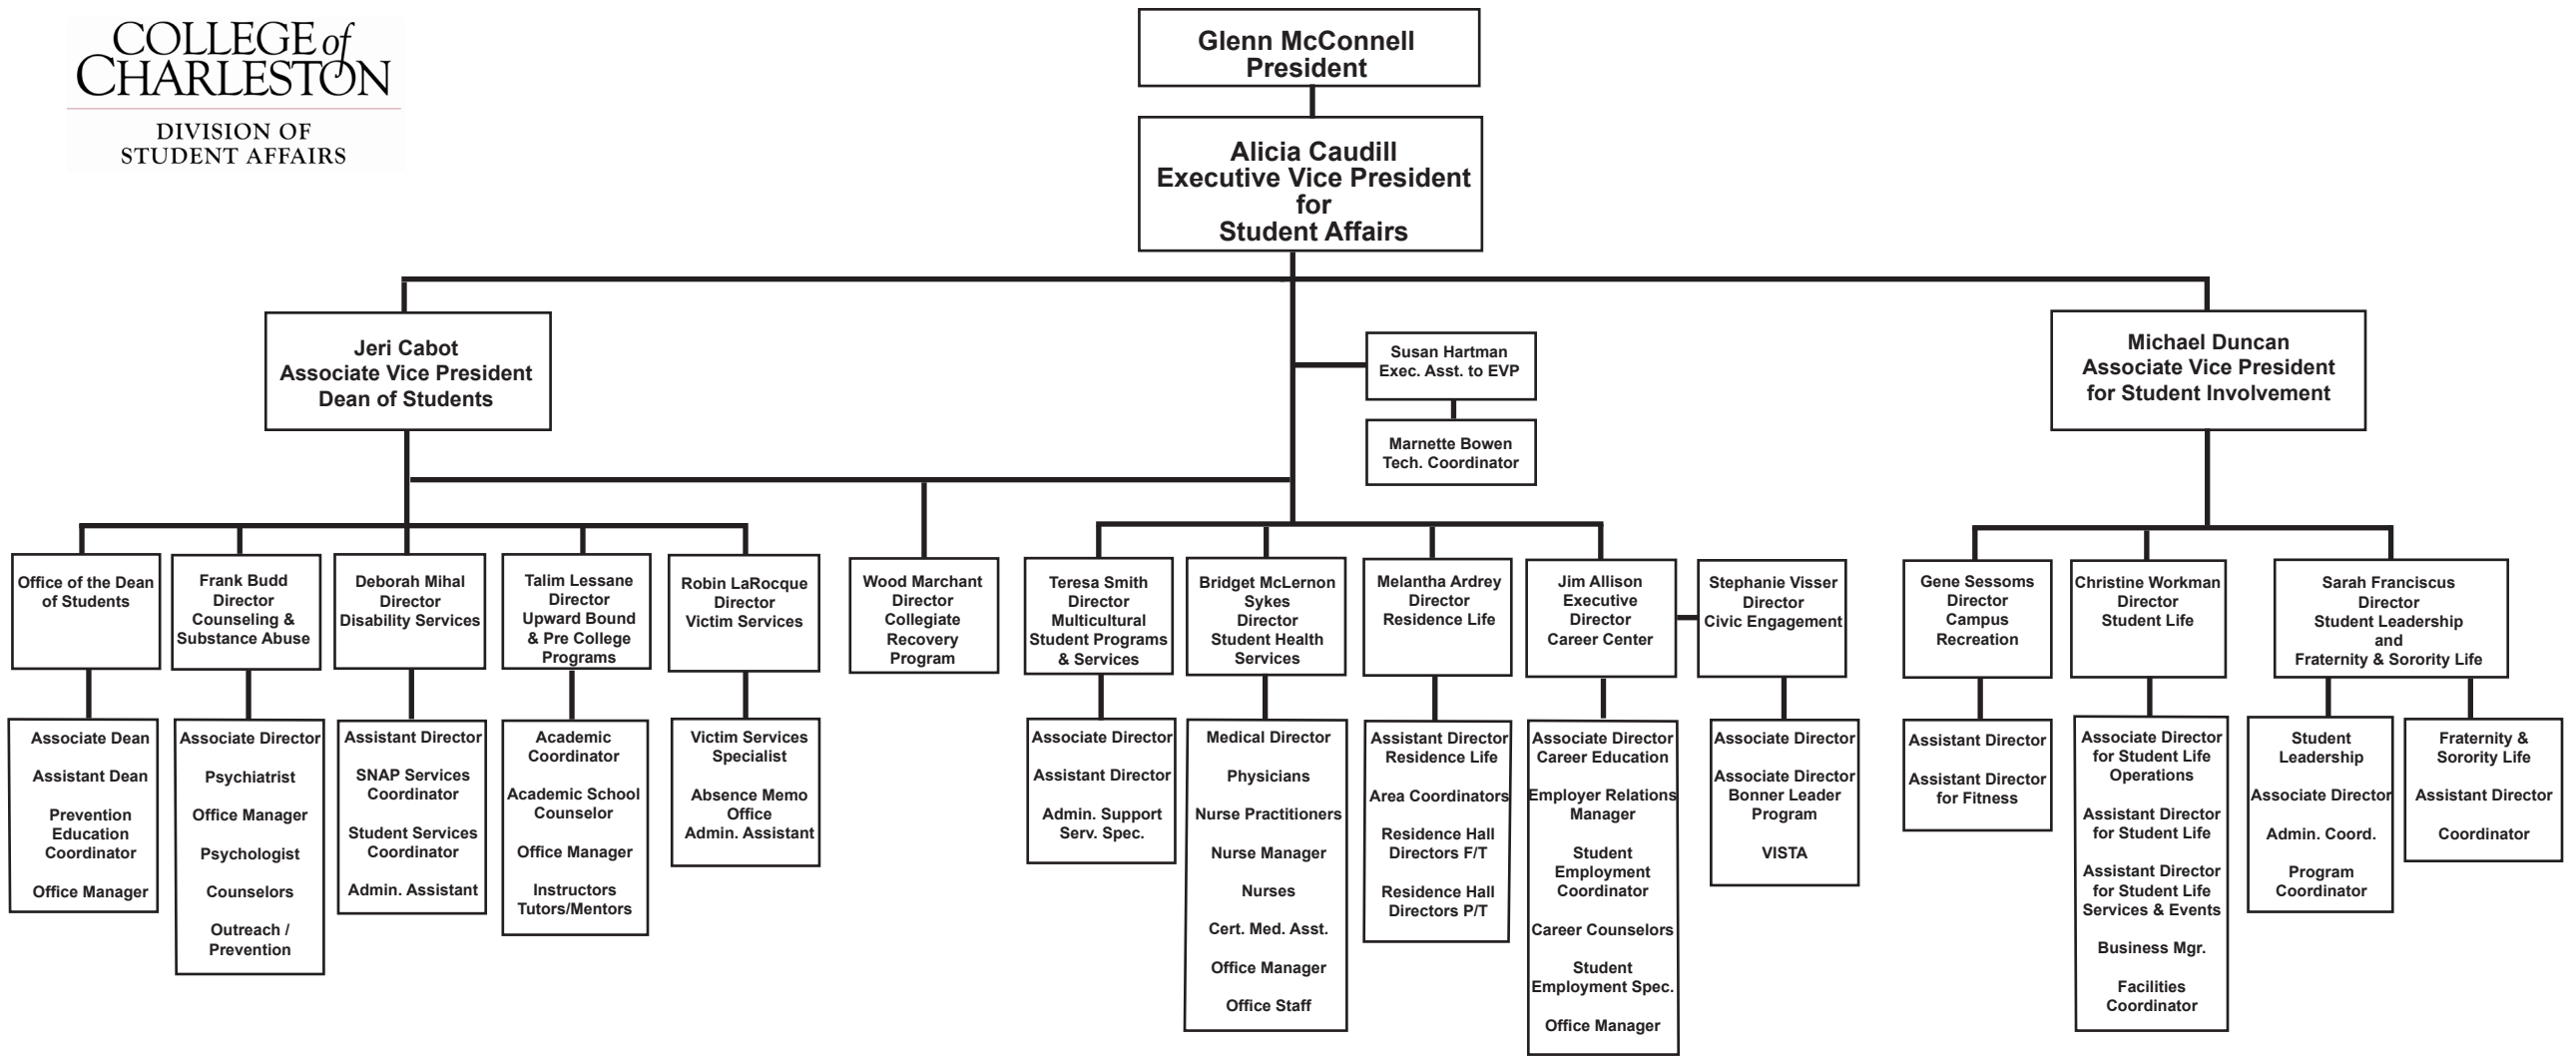 COLLEGE of
CHARLESTON
DIVISION OF
STUDENT AFFAIRS
Glenn McConnell
President
Alicia Caudill
Executive Vice President
for
Student Affairs
Jeri Cabot
Associate Vice President
Dean of Students
Susan Hartman
Exec. Asst. to EVP
Marnette Bowen
Tech. Coordinator
Michael Duncan
Associate Vice President
for Student Involvement
Office of the Dean
of Students
Frank Budd
Director
Counseling &
Substance Abuse
Deborah Mihal
Director
Disability Services
Talim Lessane
Director
Upward Bound
& Pre College
Programs
Robin LaRocque
Director
Victim Services
Wood Marchant
Director
Collegiate
Recovery
Program
Teresa Smith
Director
Multicultural
Student Programs
& Services
Bridget McLernon
Sykes
Director
Student Health
Services
Melantha Ardrey
Director
Residence Life
Jim Allison
Executive
Director
Career Center
Stephanie Visser
Director
Civic Engagement
Gene Sessoms
Director
Campus
Recreation
Christine Workman
Director
Student Life
Sarah Franciscus
Director
Student Leadership
and
Fraternity & Sorority Life
Associate Dean
Assistant Dean
Prevention
Education
Coordinator
Office Manager
Associate Director
Psychiatrist
Office Manager
Psychologist
Counselors
Outreach /
Prevention
Assistant Director
SNAP Services
Coordinator
Student Services
Coordinator
Admin. Assistant
Academic
Coordinator
Academic School
Counselor
Office Manager
Instructors
Tutors/Mentors
Victim Services
Specialist
Absence Memo
Office
Admin. Assistant
Associate Director
Assistant Director
Admin. Support
Serv. Spec.
Medical Director
Physicians
Nurse Practitioners
Nurse Manager
Nurses
Cert. Med. Asst.
Office Manager
Office Staff
Assistant Director
Residence Life
Area Coordinators
Residence Hall
Directors F/T
Residence Hall
Directors P/T
Associate Director
Career Education
Employer Relations
Manager
Student
Employment
Coordinator
Career Counselors
Student
Employment Spec.
Office Manager
Associate Director
Associate Director
Bonner Leader
Program
VISTA
Assistant Director
Assistant Director
for Fitness
Associate Director
for Student Life
Operations
Assistant Director
for Student Life
Assistant Director
for Student Life
Services & Events
Business Mgr.
Facilities
Coordinator
Student
Leadership
Associate Director
Admin. Coord.
Program
Coordinator
Fraternity &
Sorority Life
Assistant Director
Coordinator